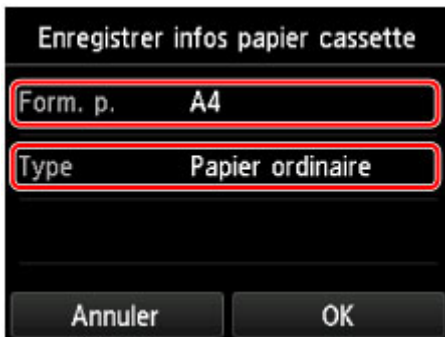 Enregistrer infos papier cassette
Form. p. A4
Type Papier ordinaire
Annuler OK